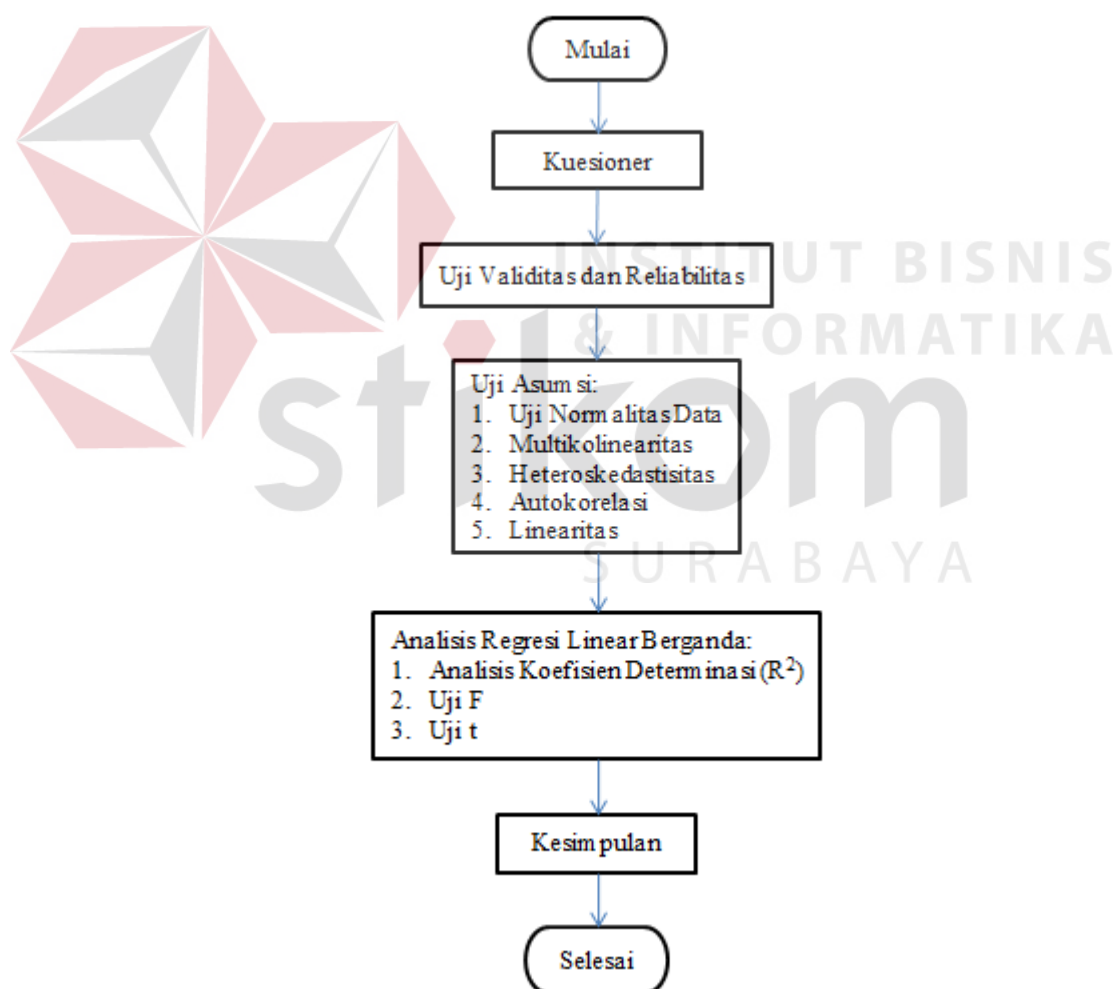 Mulai
Kuesioner
Uji Validitas dan Reliabilitas
INSTITUT BISNIS
& INFORMATIKA
stikom
SURABAYA
Uji Asumsi:
1. Uji Normalitas Data
2. Multikolinearitas
3. Heteroskedastisitas
4. Autokorelasi
5. Linearitas
Analisis Regresi Linear Berganda:
1. Analisis Koefisien Determinasi (R²)
2. Uji F
3. Uji t
Kesimpulan
Selesai